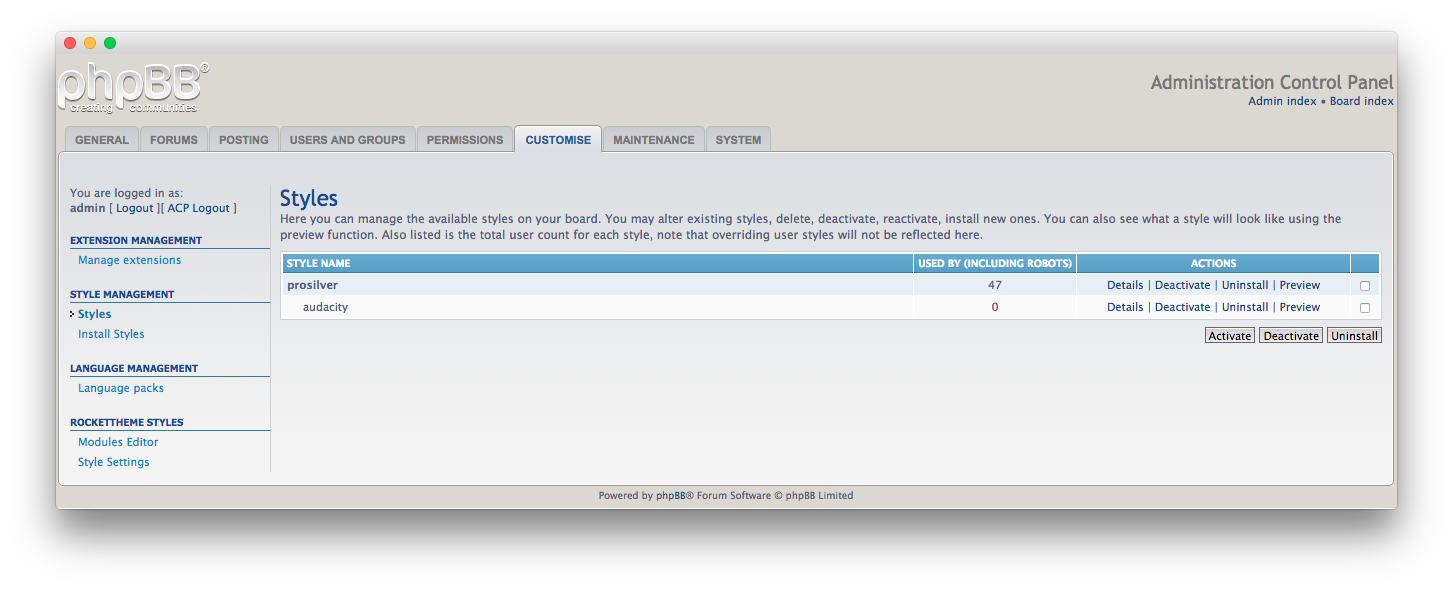 phpBB®
creating communities
Administration Control Panel
Admin index • Board index
GENERAL FORUMS POSTING USERS AND GROUPS PERMISSIONS CUSTOMISE MAINTENANCE SYSTEM
You are logged in as:
admin [ Logout ][ ACP Logout ]
EXTENSION MANAGEMENT
Manage extensions
STYLE MANAGEMENT
Styles
Install Styles
LANGUAGE MANAGEMENT
Language packs
ROCKETTHEME STYLES
Modules Editor
Style Settings
Styles
Here you can manage the available styles on your board. You may alter existing styles, delete, deactivate, reactivate, install new ones. You can also see what a style will look like using the
preview function. Also listed is the total user count for each style, note that overriding user styles will not be reflected here.
STYLE NAME USED BY (INCLUDING ROBOTS) ACTIONS
prosilver 47 Details | Deactivate | Uninstall | Preview
audacity 0 Details | Deactivate | Uninstall | Preview
Activate Deactivate Uninstall
Powered by phpBB® Forum Software © phpBB Limited